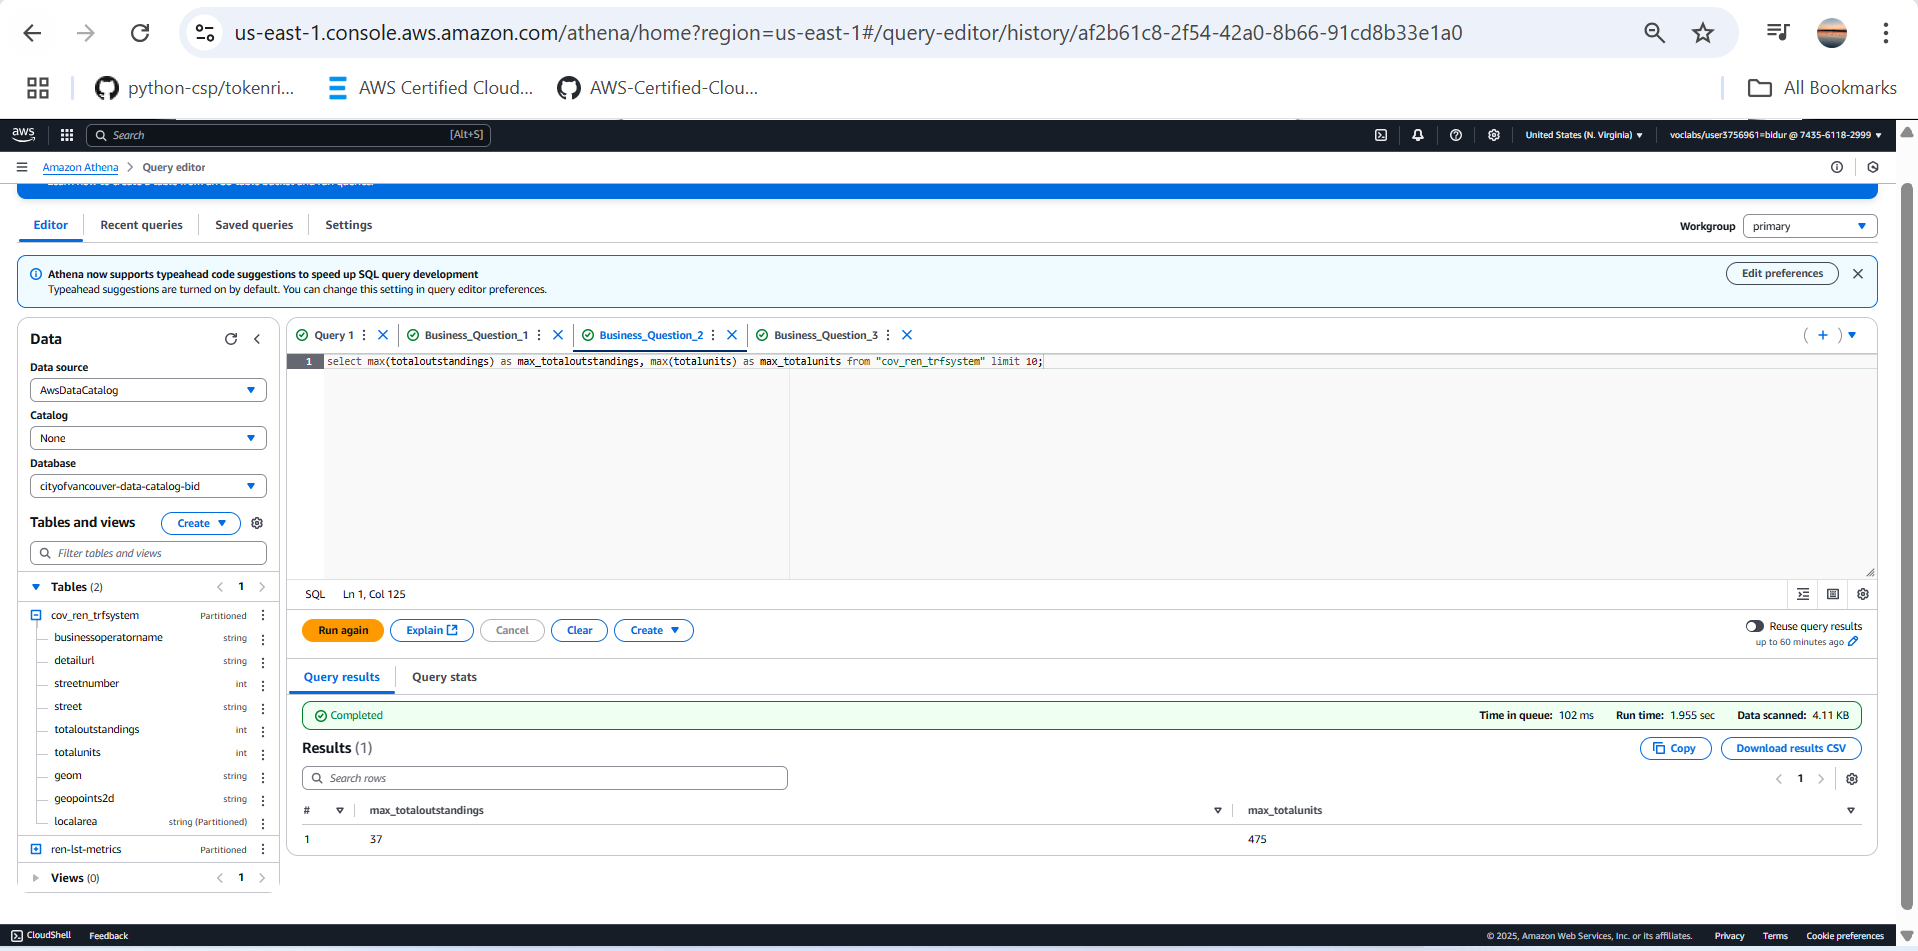 us-east-1.console.aws.amazon.com/athena/home?region=us-east-1#/query-editor/history/af2b61c8-2f54-42a0-8b66-91cd8b33e1a0
python-csp/tokenri... AWS Certified Cloud... AWS-Certified-Clou... All Bookmarks
aws Search [Alt+S] United States (N. Virginia) voclabs/user3756961=bidur @ 7435-6118-2999
Amazon Athena > Query editor
Editor Recent queries Saved queries Settings Workgroup primary
Athena now supports typeahead code suggestions to speed up SQL query development
Typeahead suggestions are turned on by default. You can change this setting in query editor preferences.
Edit preferences
Data
Data source
AwsDataCatalog
Catalog
None
Database
cityofvancouver-data-catalog-bid
Tables and views Create
Filter tables and views
Tables (2) < 1 >
cov_ren_trfsystem Partitioned
businessoperatorname string
detailurl string
streetnumber int
street string
totaloutstandings int
totalunits int
geom string
geopoints2d string
localarea string (Partitioned)
ren-lst-metrics Partitioned
Views (0) < 1 >
Query 1 Business_Question_1 Business_Question_2 Business_Question_3
1 select max(totaloutstandings) as max_totaloutstandings, max(totalunits) as max_totalunits from "cov_ren_trfsystem" limit 10;
SQL Ln 1, Col 125
Run again Explain Cancel Clear Create
Reuse query results
up to 60 minutes ago
Query results Query stats
Completed Time in queue: 102 ms Run time: 1.955 sec Data scanned: 4.11 KB
Results (1) Copy Download results CSV
Search rows < 1 >
# max_totaloutstandings max_totalunits
1 37 475
CloudShell Feedback © 2025, Amazon Web Services, Inc. or its affiliates. Privacy Terms Cookie preferences